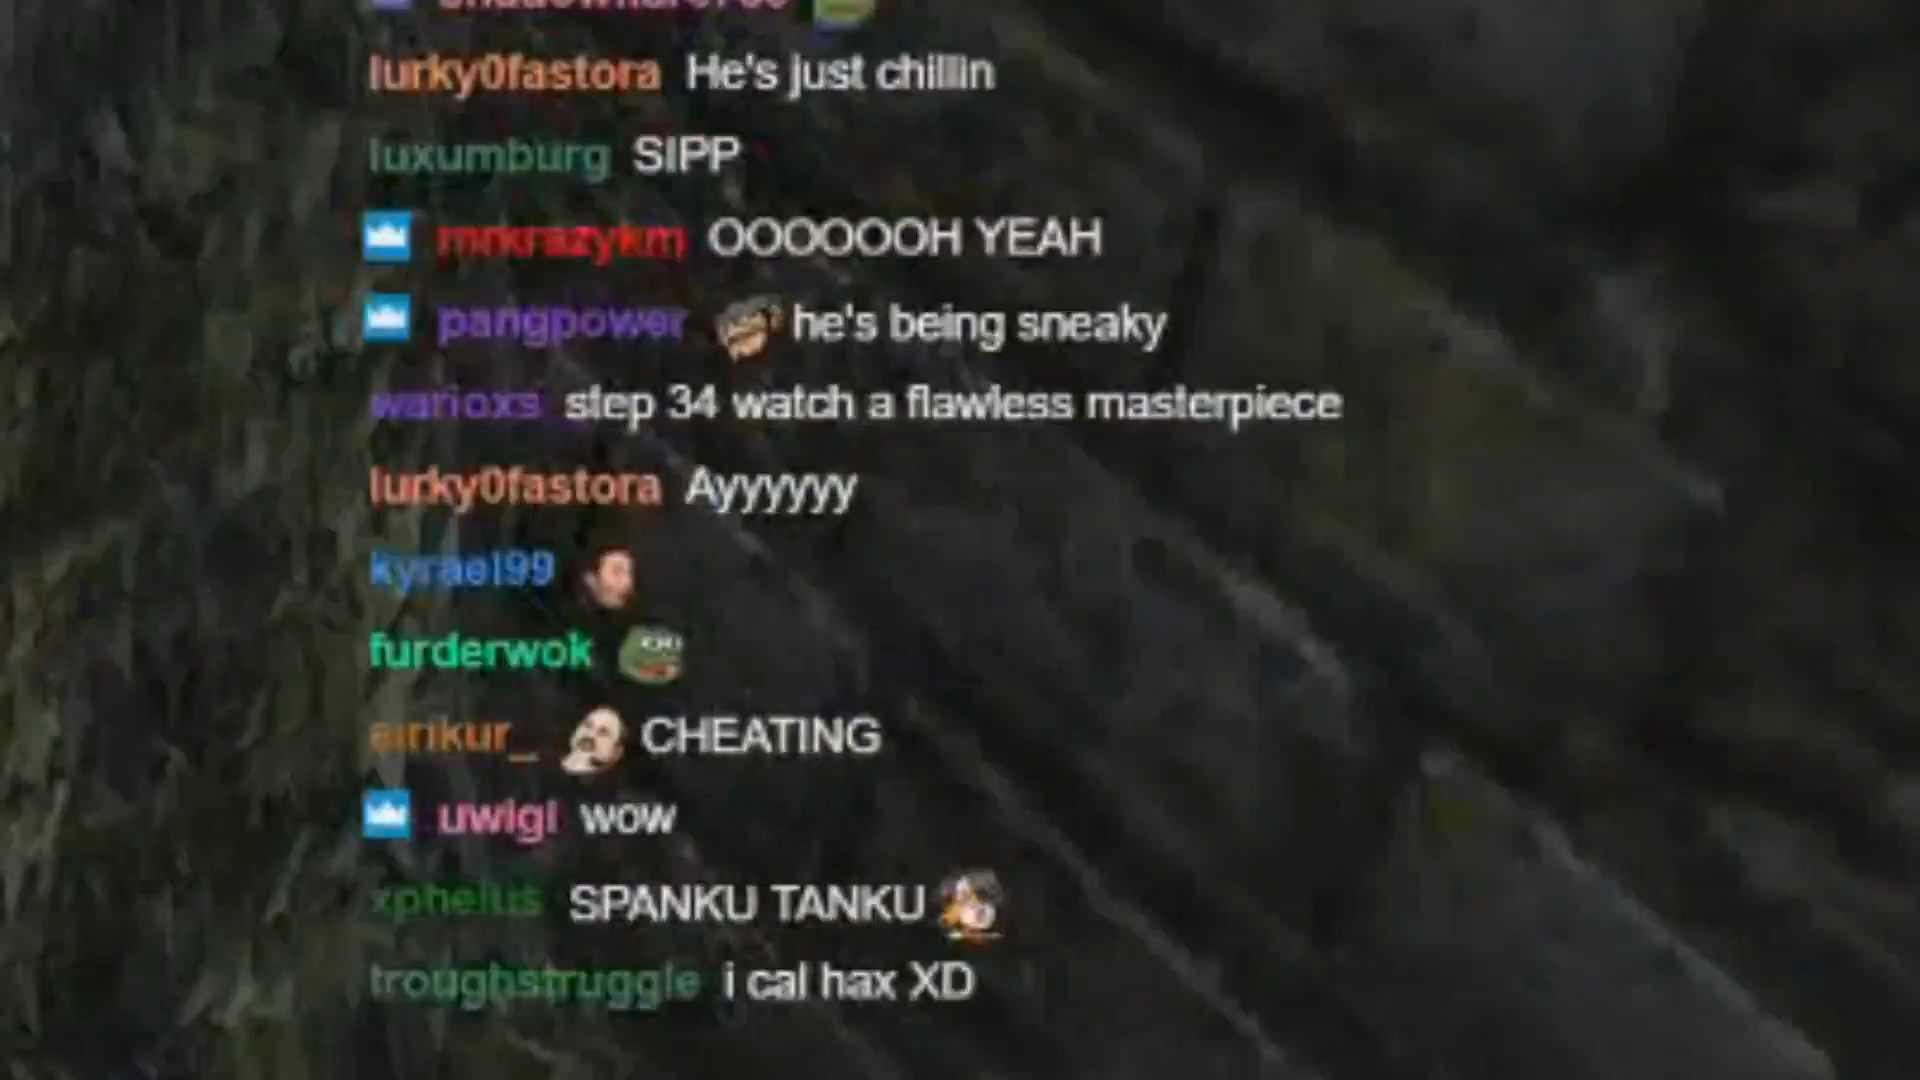 lurky0fastora He's just chillin
luxumburg SIPP
mrkrazykm OOOOOOH YEAH
pangpower he's being sneaky
warioxs step 34 watch a flawless masterpiece
lurky0fastora Ayyyyyy
kyrael99
furderwok
airikur_ CHEATING
uwigl wow
xphelus SPANKU TANKU
troughstruggle i cal hax XD